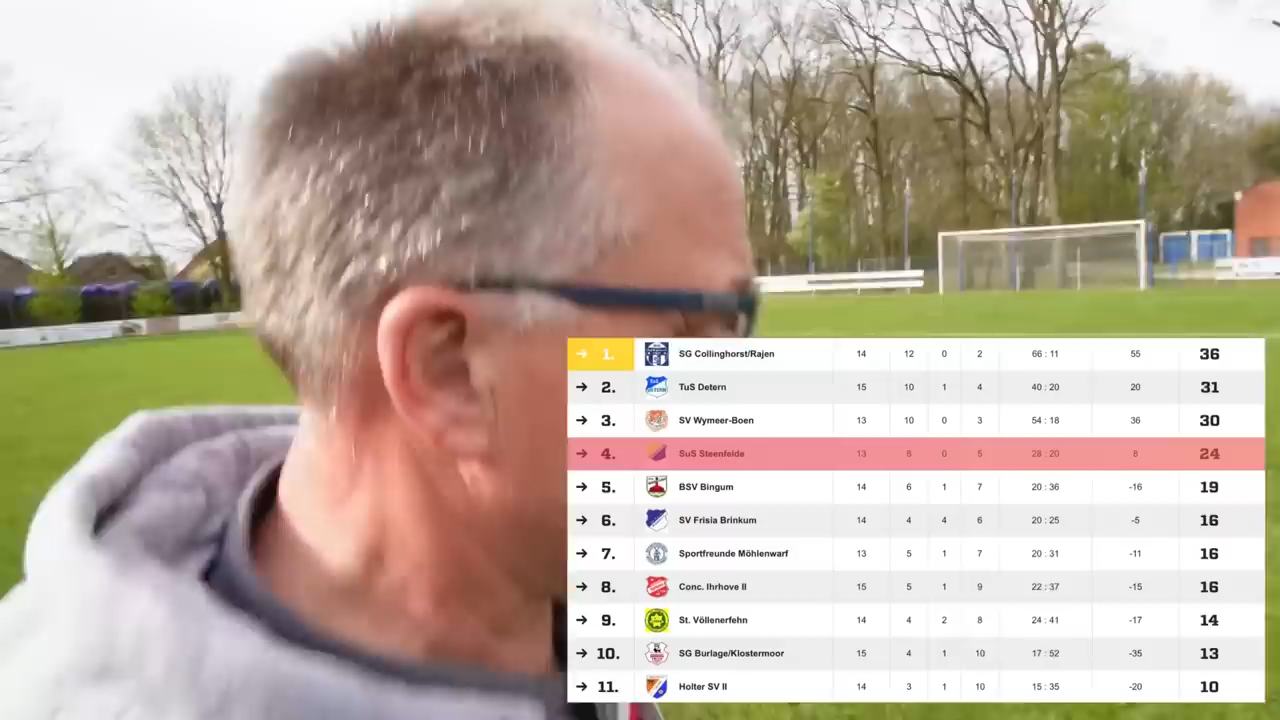 → 1. SG Collinghorst/Rajen 14 12 0 2 66 : 11 55 36
→ 2. TuS Detern 15 10 1 4 40 : 20 20 31
→ 3. SV Wymeer-Boen 13 10 0 3 54 : 18 36 30
→ 4. SuS Steenfelde 13 8 0 5 28 : 20 8 24
→ 5. BSV Bingum 14 6 1 7 20 : 36 -16 19
→ 6. SV Frisia Brinkum 14 4 4 6 20 : 25 -5 16
→ 7. Sportfreunde Möhlenwarf 13 5 1 7 20 : 31 -11 16
→ 8. Conc. Ihrhove II 15 5 1 9 22 : 37 -15 16
→ 9. St. Völlenerfehn 14 4 2 8 24 : 41 -17 14
→ 10. SG Burlage/Klostermoor 15 4 1 10 17 : 52 -35 13
→ 11. Holter SV II 14 3 1 10 15 : 35 -20 10